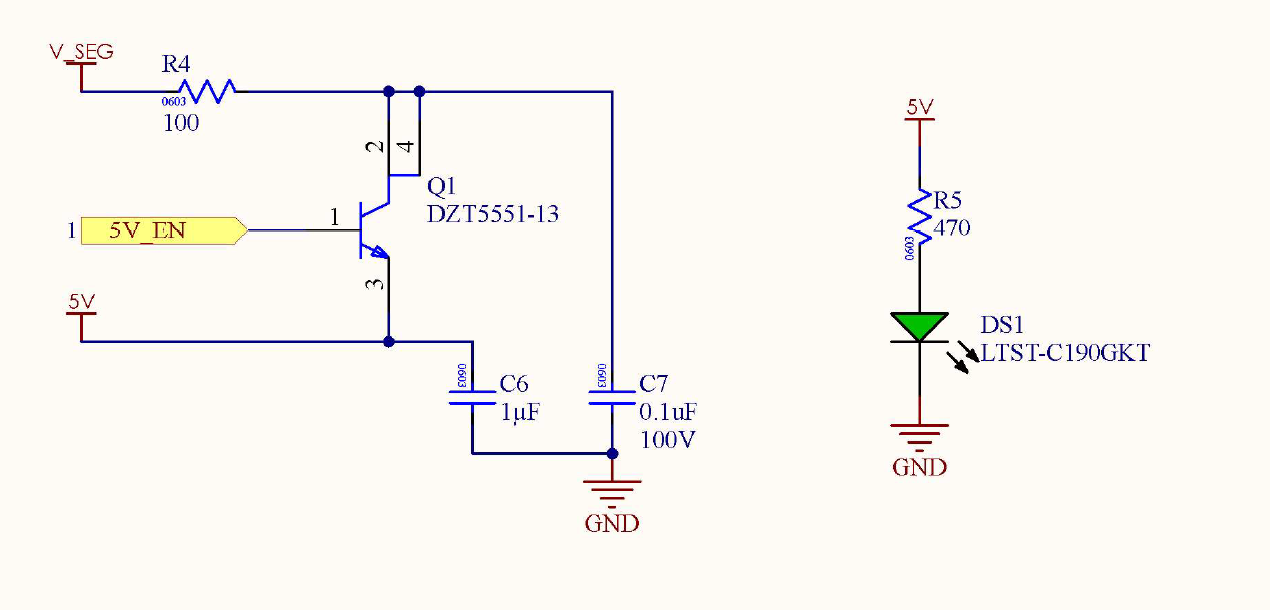 V_SEG
R4
0603
100
2
4
Q1
DZT5551-13
1
5V_EN
1
3
5V
0603
C6
1µF
0603
C7
0.1uF
100V
GND
5V
R5
470
0603
DS1
LTST-C190GKT
GND